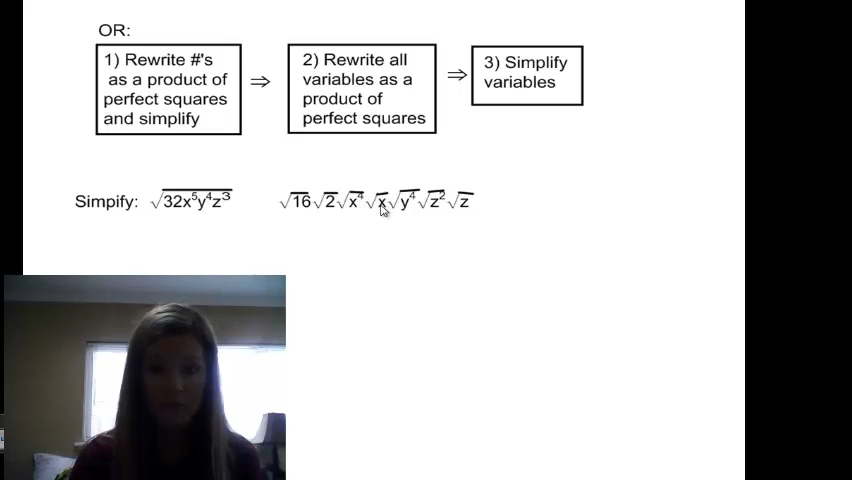 OR:
1) Rewrite #'s
as a product of
perfect squares
and simplify
⇒
2) Rewrite all
variables as a
product of
perfect squares
⇒
3) Simplify
variables
Simpify: √32x⁵y⁴z³ √16 √2 √x⁴ √x √y⁴ √z² √z